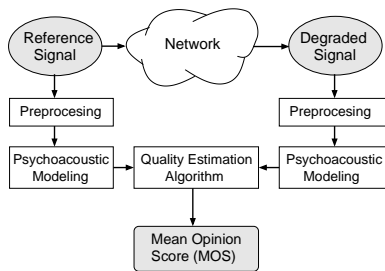 Reference
Signal
Network
Degraded
Signal
Preprocesing
Preprocesing
Psychoacoustic
Modeling
Quality Estimation
Algorithm
Psychoacoustic
Modeling
Mean Opinion
Score (MOS)